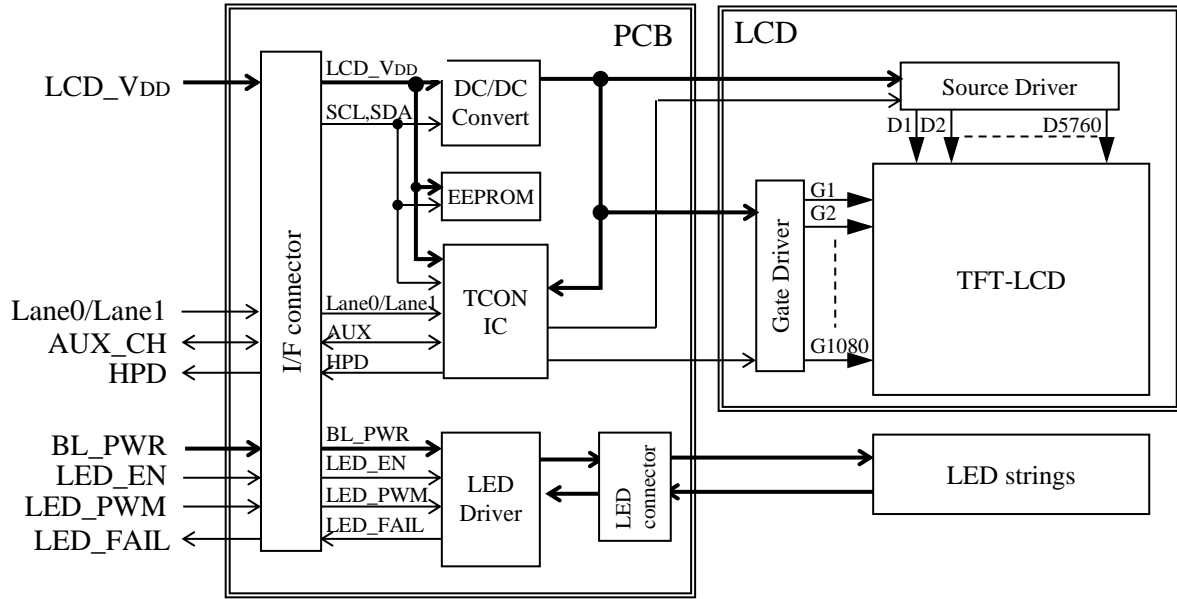 PCB
LCD
LCD_VDD
LCD_VDD
SCL,SDA
DC/DC
Convert
Source Driver
D1 D2 D5760
EEPROM
I/F connector
G1
G2
G1080
Gate Driver
TFT-LCD
Lane0/Lane1
AUX_CH
HPD
Lane0/Lane1
AUX
HPD
TCON
IC
BL_PWR
LED_EN
LED_PWM
LED_FAIL
BL_PWR
LED_EN
LED_PWM
LED_FAIL
LED
Driver
LED
connector
LED strings